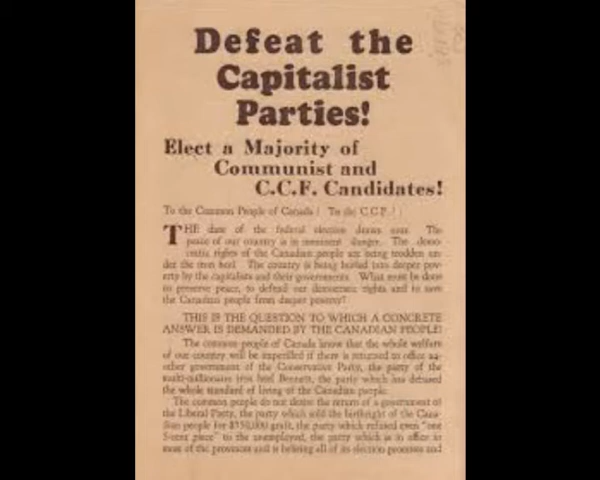 Defeat the
Capitalist
Parties!
Elect a Majority of
Communist and
C.C.F. Candidates!
To the Common People of Canada! To the C.C.F.!
THE date of the federal election draws near. The
peace of our country is in imminent danger. The demo-
cratic rights of the Canadian people are being trodden un-
der the iron heel. The country is being hurled into deeper pov-
erty by the capitalists and their governments. What must be done
to preserve peace, to defend our democratic rights and to save
the Canadian people from deeper poverty?
THIS IS THE QUESTION TO WHICH A CONCRETE
ANSWER IS DEMANDED BY THE CANADIAN PEOPLE!
The common people of Canada know that the whole welfare
of our country will be imperilled if there is returned to office an-
other government of the Conservative Party, the party of the
multi-millionaire iron heel Bennett, the party which has debased
the whole standard of living of the Canadian people.
The common people do not desire the return of a government of
the Liberal Party, the party which sold the birthright of the Cana-
dian people for $750,000 graft, the party which refused even "one
5-cent piece" to the unemployed, the party which is in office in
most of the provinces and is betraying all of its election promises and